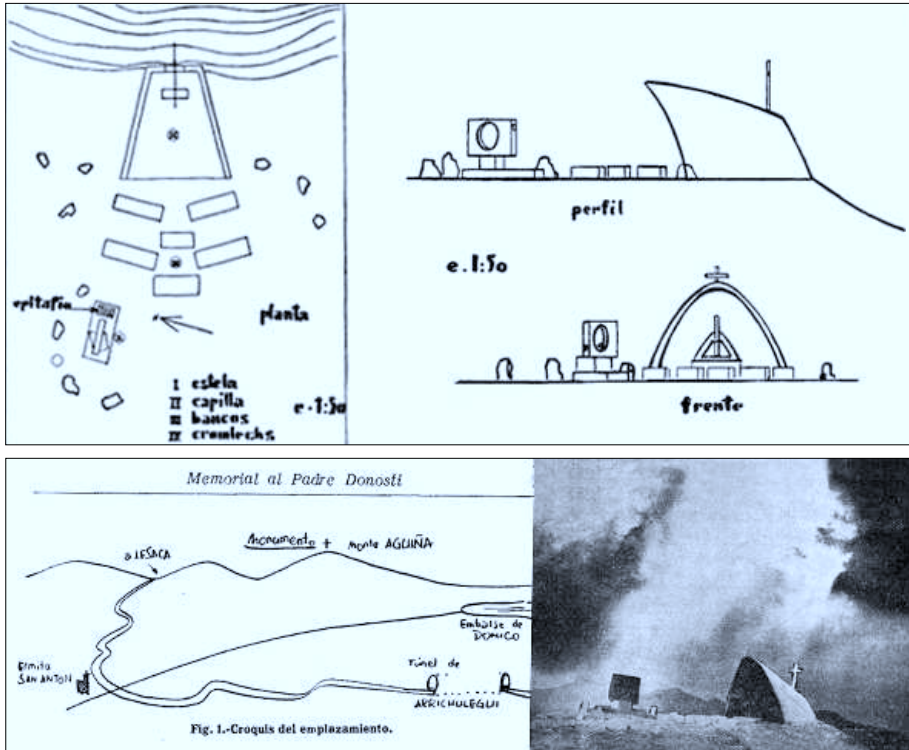 epitafio
planta
I estela
II capilla
III bancos
IV cromlechs
e.1:50
perfil
e.1:50
frente
Memorial al Padre Donosti
a LESACA
Monumento + Monte AGUIÑA
Embalse de
DOMICO
Ermita
SAN ANTON
Túnel de
ARRICHULEGUI
Fig. 1.-Croquis del emplazamiento.